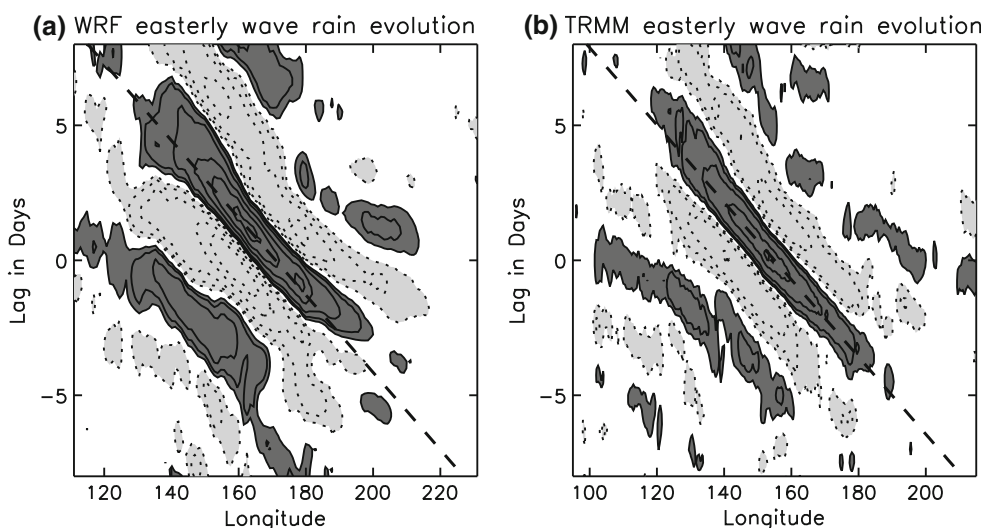 (a) WRF easterly wave rain evolution
5
0
−5
Lag in Days
120 140 160 180 200 220
Longitude
(b) TRMM easterly wave rain evolution
5
0
−5
Lag in Days
100 120 140 160 180 200
Longitude